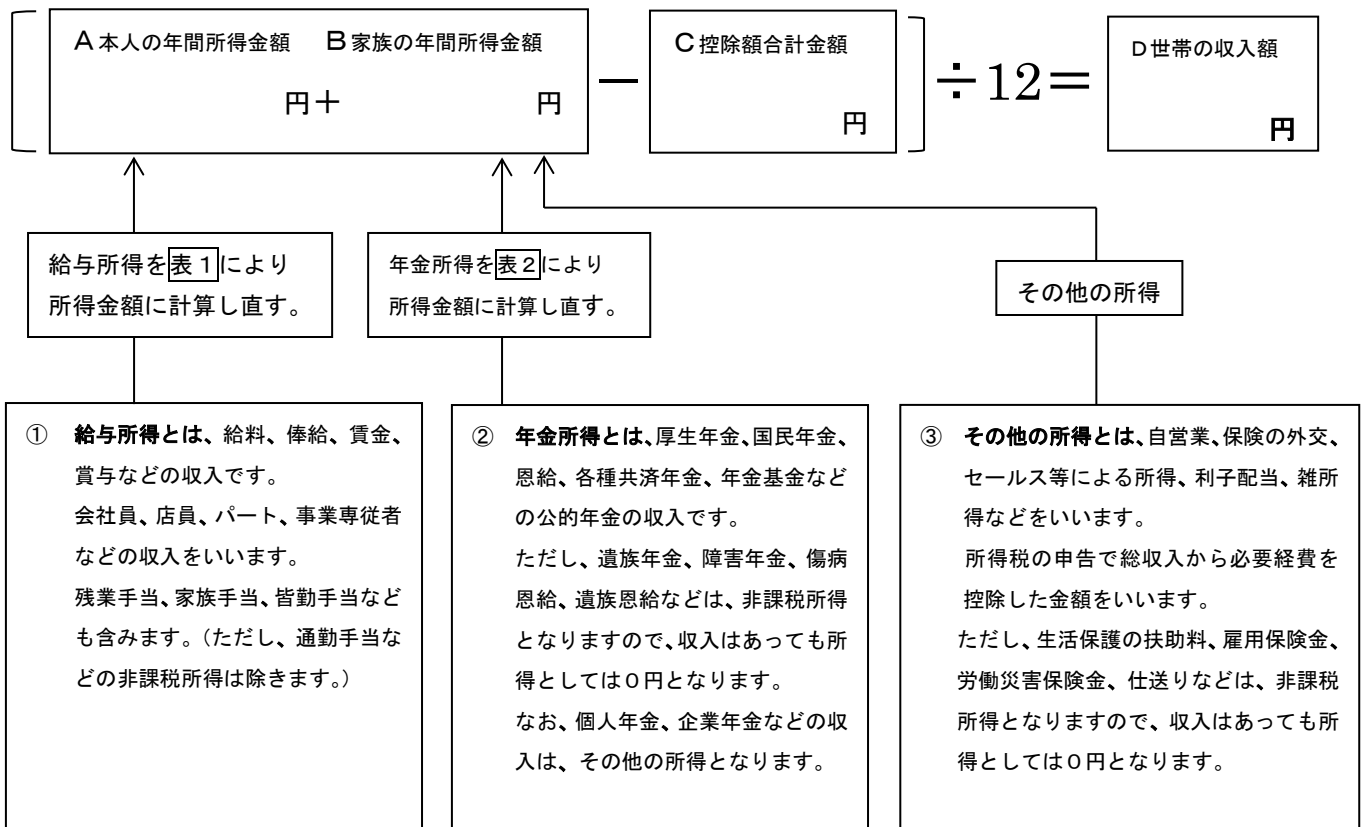 A本人の年間所得金額 B家族の年間所得金額
円＋ 円
－
C控除額合計金額
円
÷12＝
D世帯の収入額
円
給与所得を表１により
所得金額に計算し直す。
年金所得を表２により
所得金額に計算し直す。
その他の所得
① 給与所得とは、給料、俸給、賃金、
賞与などの収入です。
会社員、店員、パート、事業専従者
などの収入をいいます。
残業手当、家族手当、皆勤手当など
も含みます。（ただし、通勤手当な
どの非課税所得は除きます。）
② 年金所得とは、厚生年金、国民年金、
恩給、各種共済年金、年金基金など
の公的年金の収入です。
ただし、遺族年金、障害年金、傷病
恩給、遺族恩給などは、非課税所得
となりますので、収入はあっても所
得としては０円となります。
なお、個人年金、企業年金などの収
入は、その他の所得となります。
③ その他の所得とは、自営業、保険の外交、
セールス等による所得、利子配当、雑所
得などをいいます。
所得税の申告で総収入から必要経費を
控除した金額をいいます。
ただし、生活保護の扶助料、雇用保険金、
労働災害保険金、仕送りなどは、非課税
所得となりますので、収入はあっても所
得としては０円となります。